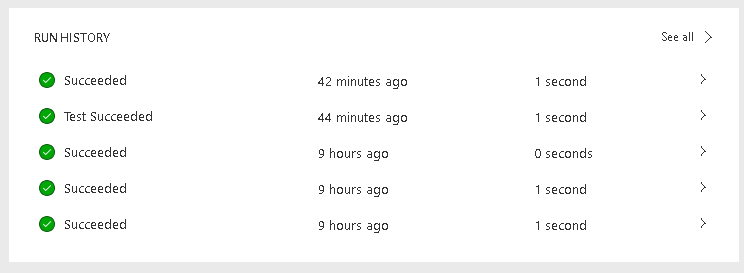 RUN HISTORY See all
Succeeded 42 minutes ago 1 second
Test Succeeded 44 minutes ago 1 second
Succeeded 9 hours ago 0 seconds
Succeeded 9 hours ago 1 second
Succeeded 9 hours ago 1 second